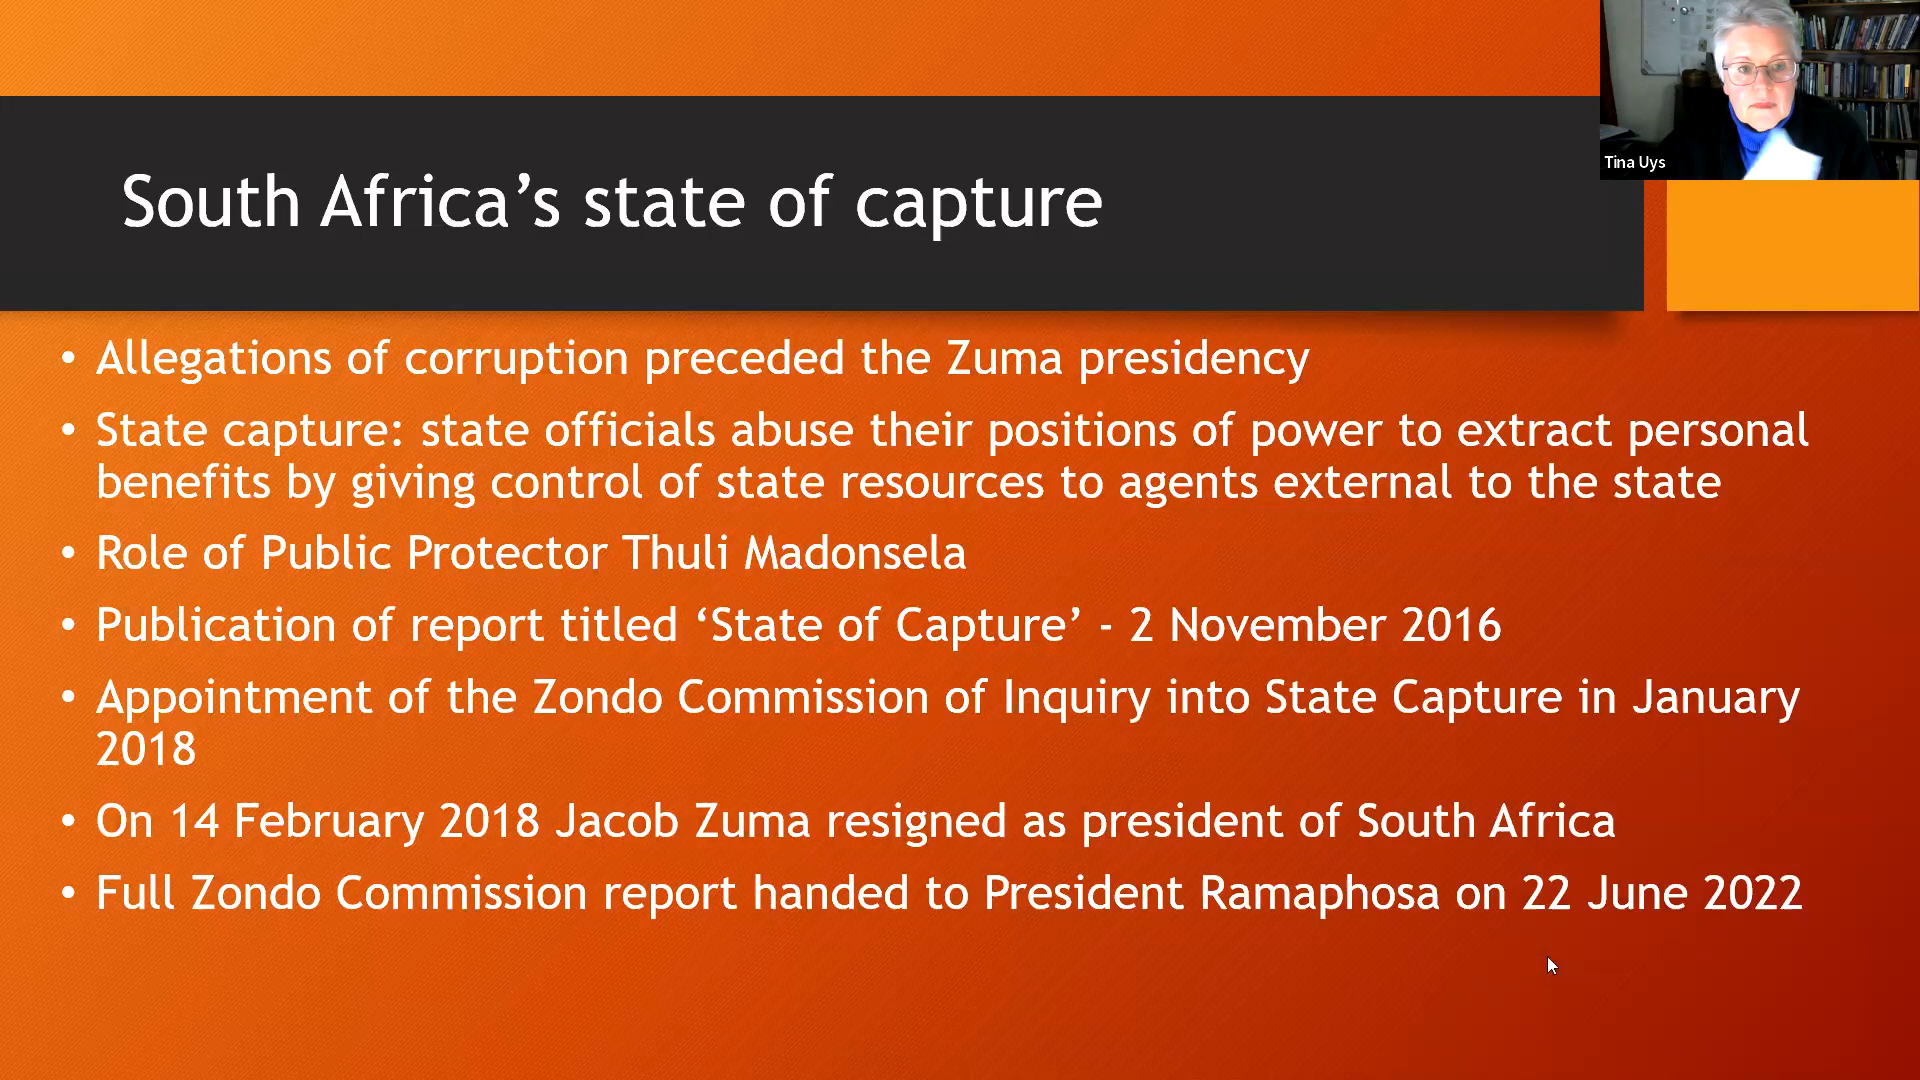 Tina Uys
South Africa’s state of capture
• Allegations of corruption preceded the Zuma presidency
• State capture: state officials abuse their positions of power to extract personal
benefits by giving control of state resources to agents external to the state
• Role of Public Protector Thuli Madonsela
• Publication of report titled ‘State of Capture’ - 2 November 2016
• Appointment of the Zondo Commission of Inquiry into State Capture in January
2018
• On 14 February 2018 Jacob Zuma resigned as president of South Africa
• Full Zondo Commission report handed to President Ramaphosa on 22 June 2022